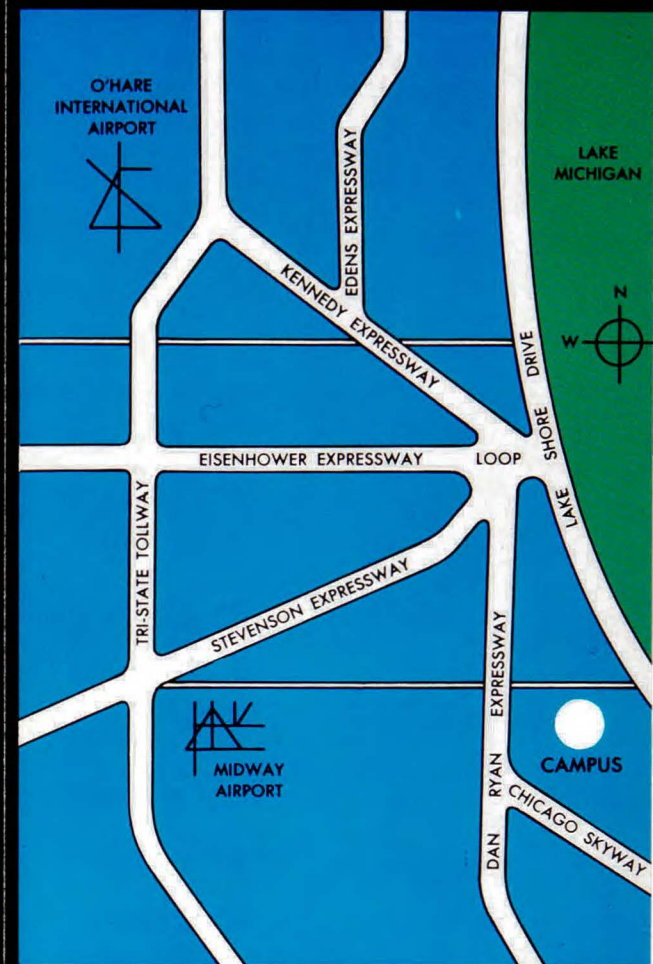 O'HARE
INTERNATIONAL
AIRPORT
LAKE
MICHIGAN
EDENS EXPRESSWAY
KENNEDY EXPRESSWAY
N
W
LAKE SHORE DRIVE
EISENHOWER EXPRESSWAY
LOOP
TRI-STATE TOLLWAY
STEVENSON EXPRESSWAY
DAN RYAN EXPRESSWAY
MIDWAY
AIRPORT
CAMPUS
CHICAGO SKYWAY